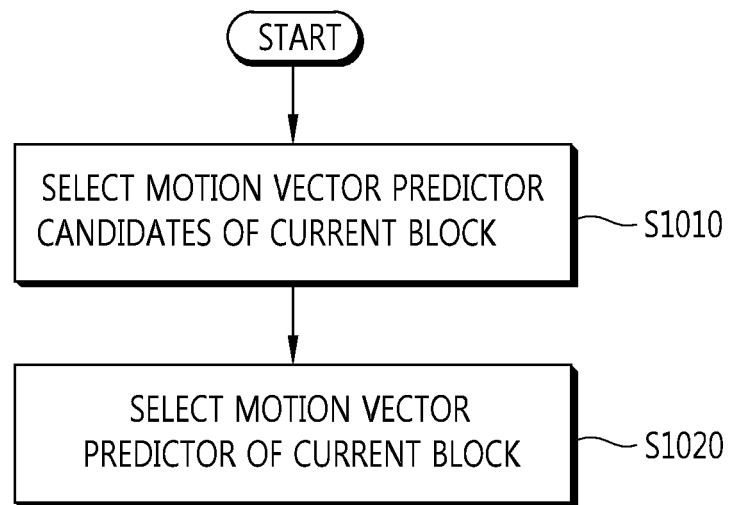 START
SELECT MOTION VECTOR PREDICTOR
CANDIDATES OF CURRENT BLOCK
S1010
SELECT MOTION VECTOR
PREDICTOR OF CURRENT BLOCK
S1020